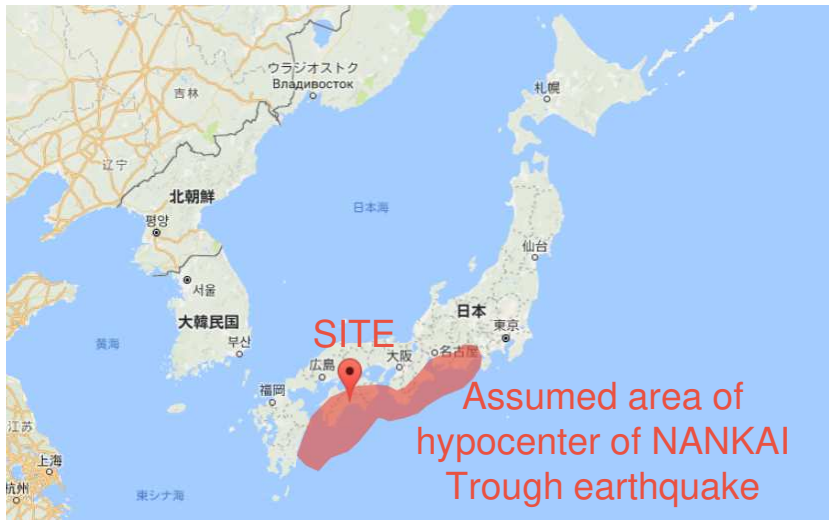 ウラジオストク
Владивосток
吉林
札幌
辽宁
北朝鮮
평양
日本海
仙台
서울
大韓民国
日本
東京
SITE
부산
黄海
名古屋
大阪
広島
福岡
Assumed area of
hypocenter of NANKAI
Trough earthquake
江苏
上海
杭州
東シナ海